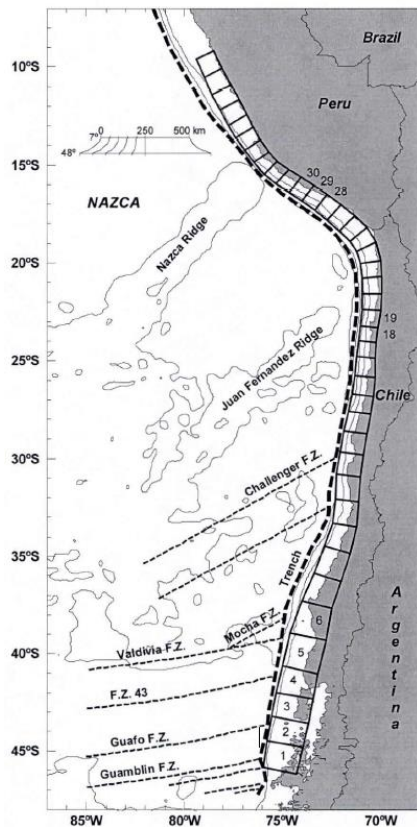 Brazil
10°S
Peru
0 250 500 km
7°
48°
15°S
30
29
28
NAZCA
Nazca Ridge
20°S
19
18
Juan Fernandez Ridge
25°S
Chile
30°S
Challenger F.Z.
35°S
Trench
Argentina
Mocha F.Z.
6
40°S
Valdivia F.Z.
5
F.Z. 43
4
3
Guafo F.Z.
2
45°S
Guamblin F.Z.
1
85°W 80°W 75°W 70°W